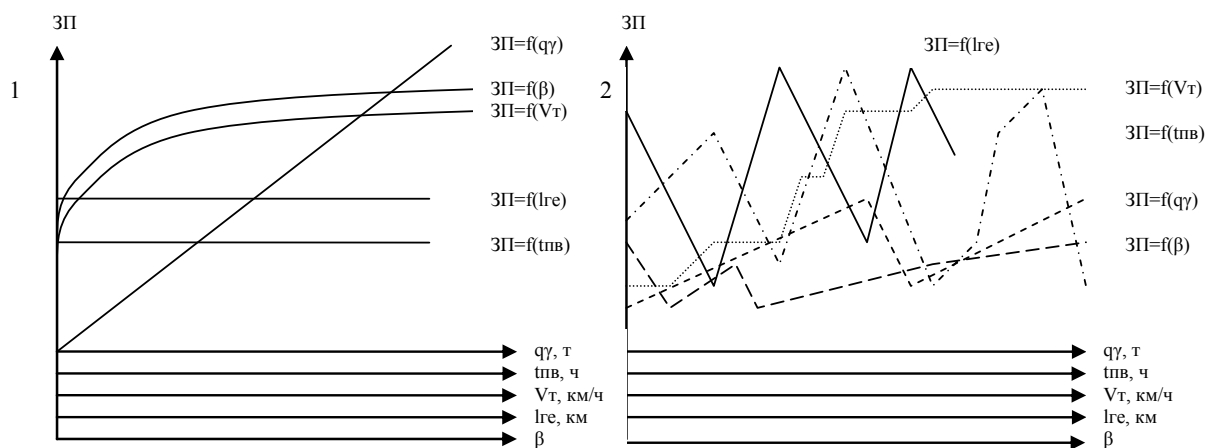 ЗП
ЗП=f(qγ)
1
ЗП=f(β)
ЗП=f(Vт)
ЗП=f(lге)
ЗП=f(tпв)
qγ, т
tпв, ч
Vт, км/ч
lге, км
β
ЗП
ЗП=f(lге)
2
ЗП=f(Vт)
ЗП=f(tпв)
ЗП=f(qγ)
ЗП=f(β)
qγ, т
tпв, ч
Vт, км/ч
lге, км
β